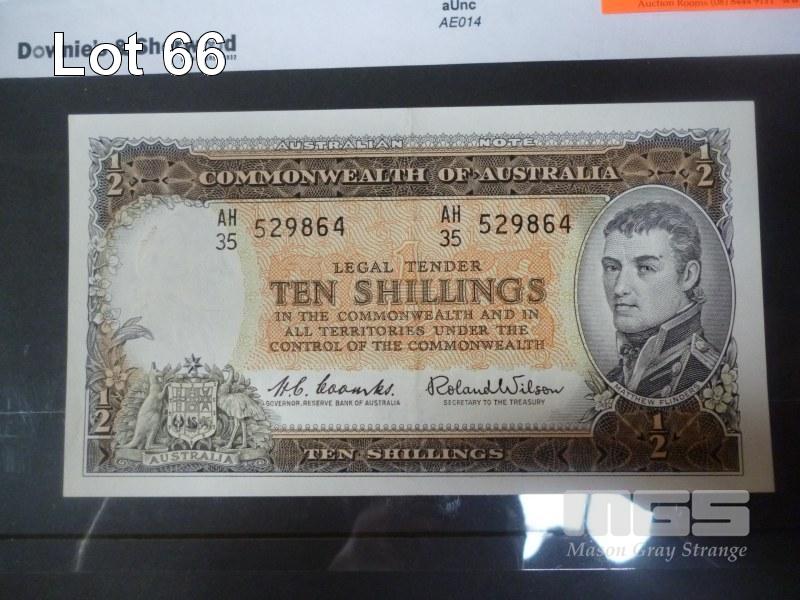 Auction Rooms (08)
aUnc
AE014
Lot 66
AUSTRALIAN NOTE
1/2
1/2
COMMONWEALTH OF AUSTRALIA
AH
35 529864
AH
35 529864
LEGAL TENDER
TEN SHILLINGS
IN THE COMMONWEALTH AND IN
ALL TERRITORIES UNDER THE
CONTROL OF THE COMMONWEALTH
H.C. Coombs.
GOVERNOR, RESERVE BANK OF AUSTRALIA
Roland Wilson
SECRETARY TO THE TREASURY
MATTHEW FLINDERS
1/2
1/2
AUSTRALIA
TEN SHILLINGS
MGS
Mason Gray Strange